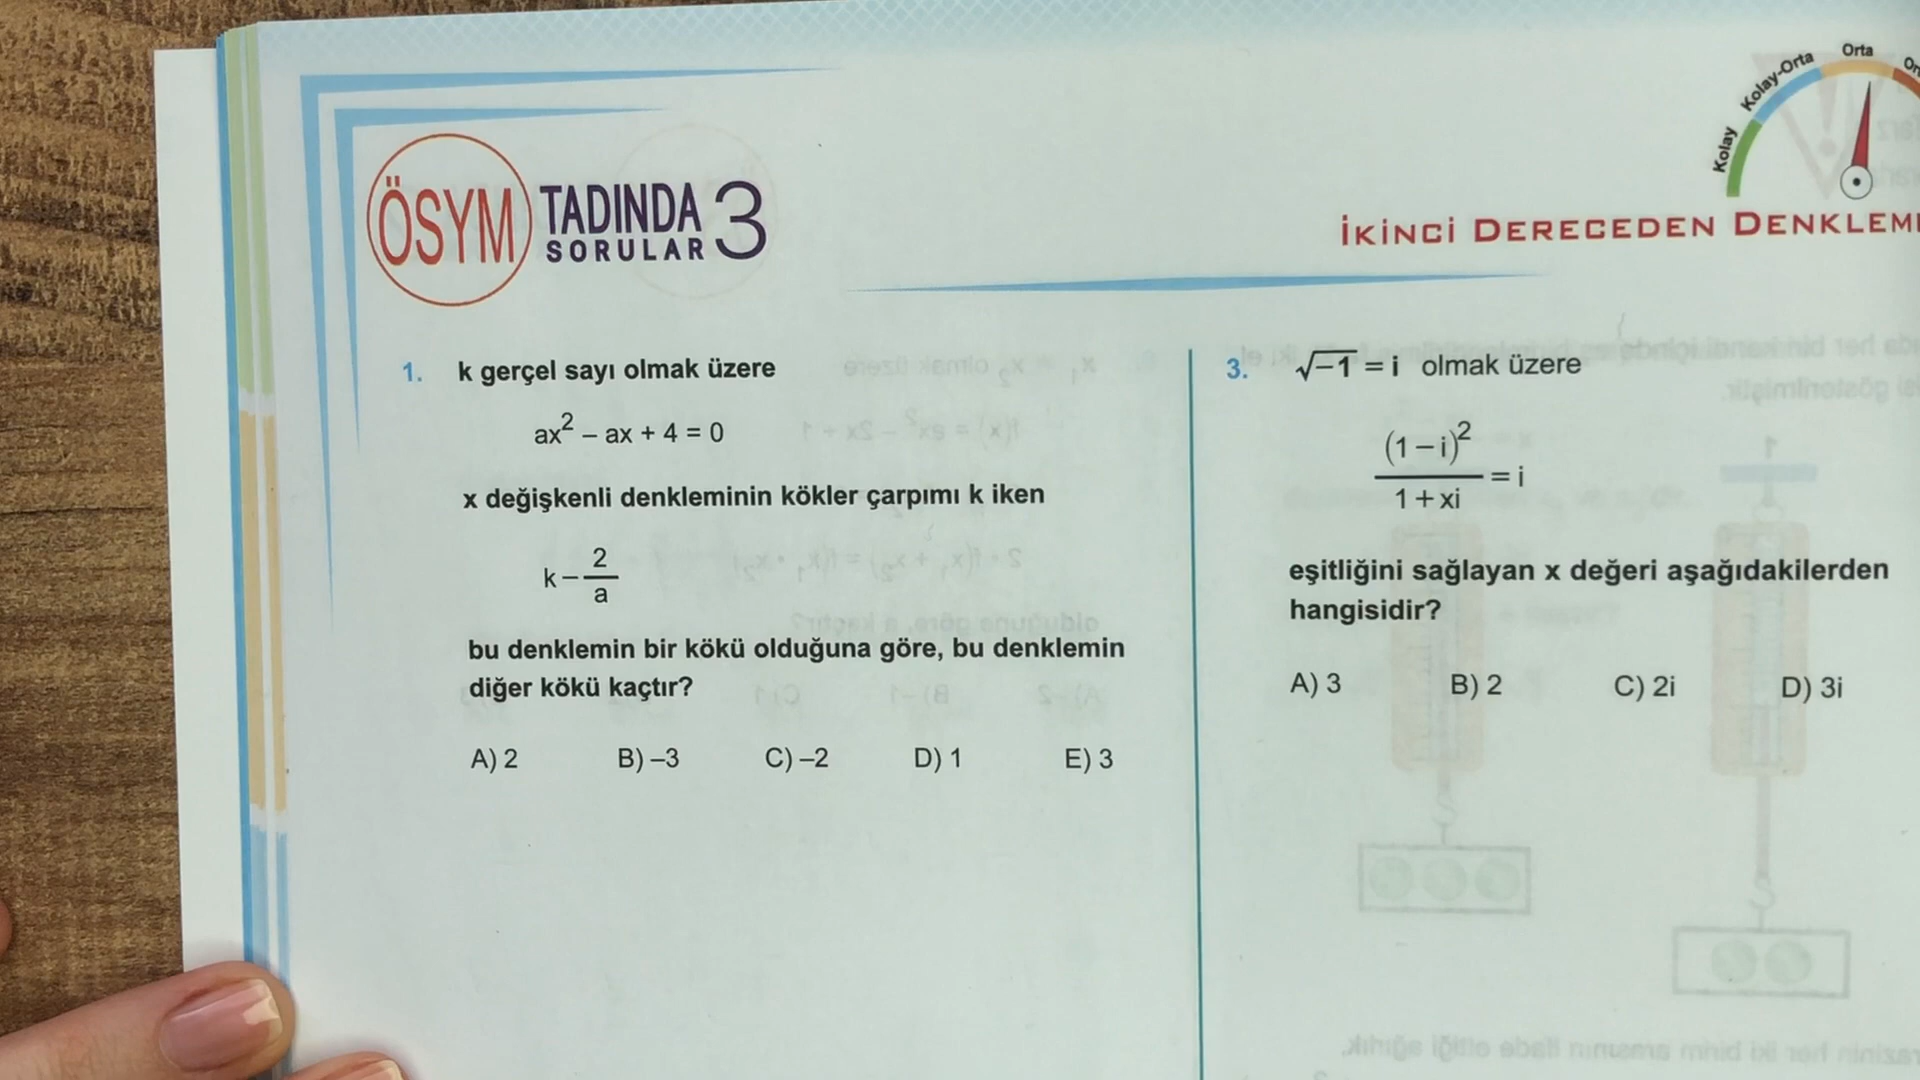 Kolay
Kolay-Orta
Orta
ÖSYM TADINDA 3
SORULAR
İKİNCİ DERECEDEN DENKLEM
1. k gerçel sayı olmak üzere
ax² – ax + 4 = 0
x değişkenli denkleminin kökler çarpımı k iken
k – 2/a
bu denklemin bir kökü olduğuna göre, bu denklemin
diğer kökü kaçtır?
A) 2 B) –3 C) –2 D) 1 E) 3
3. √–1 = i olmak üzere
(1 – i)² / 1 + xi = i
eşitliğini sağlayan x değeri aşağıdakilerden
hangisidir?
A) 3 B) 2 C) 2i D) 3i